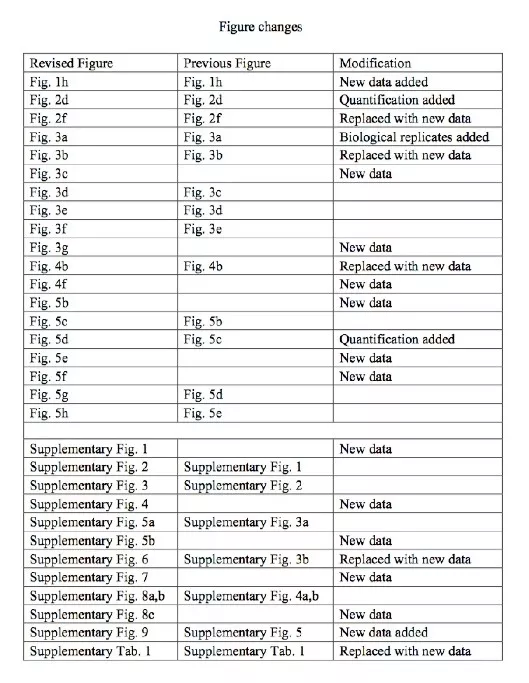 Figure changes
Revised Figure Previous Figure Modification
Fig. 1h Fig. 1h New data added
Fig. 2d Fig. 2d Quantification added
Fig. 2f Fig. 2f Replaced with new data
Fig. 3a Fig. 3a Biological replicates added
Fig. 3b Fig. 3b Replaced with new data
Fig. 3c New data
Fig. 3d Fig. 3c
Fig. 3e Fig. 3d
Fig. 3f Fig. 3e
Fig. 3g New data
Fig. 4b Fig. 4b Replaced with new data
Fig. 4f New data
Fig. 5b New data
Fig. 5c Fig. 5b
Fig. 5d Fig. 5c Quantification added
Fig. 5e New data
Fig. 5f New data
Fig. 5g Fig. 5d
Fig. 5h Fig. 5e
Supplementary Fig. 1 New data
Supplementary Fig. 2 Supplementary Fig. 1
Supplementary Fig. 3 Supplementary Fig. 2
Supplementary Fig. 4 New data
Supplementary Fig. 5a Supplementary Fig. 3a
Supplementary Fig. 5b New data
Supplementary Fig. 6 Supplementary Fig. 3b Replaced with new data
Supplementary Fig. 7 New data
Supplementary Fig. 8a,b Supplementary Fig. 4a,b
Supplementary Fig. 8c New data
Supplementary Fig. 9 Supplementary Fig. 5 New data added
Supplementary Tab. 1 Supplementary Tab. 1 Replaced with new data